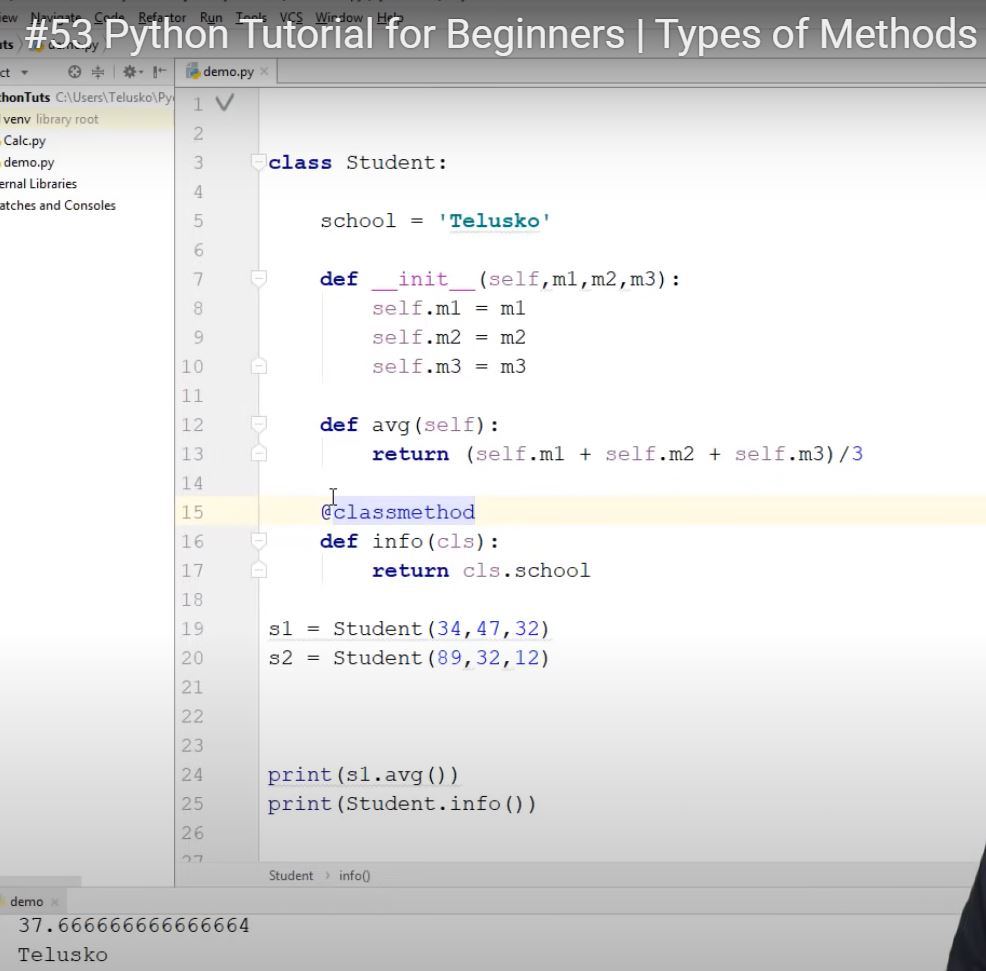 #53 Python Tutorial for Beginners | Types of Methods
Navigate Code Refactor Run Tools VCS Window Help
demo.py
demo.py
thonTuts C:\Users\Telusko\Py
venv library root
Calc.py
demo.py
ernal Libraries
atches and Consoles
1
2
3 class Student:
4
5 school = 'Telusko'
6
7 def __init__(self,m1,m2,m3):
8 self.m1 = m1
9 self.m2 = m2
10 self.m3 = m3
11
12 def avg(self):
13 return (self.m1 + self.m2 + self.m3)/3
14
15 @classmethod
16 def info(cls):
17 return cls.school
18
19 s1 = Student(34,47,32)
20 s2 = Student(89,32,12)
21
22
23
24 print(s1.avg())
25 print(Student.info())
26
27
Student › info()
demo
37.666666666666664
Telusko